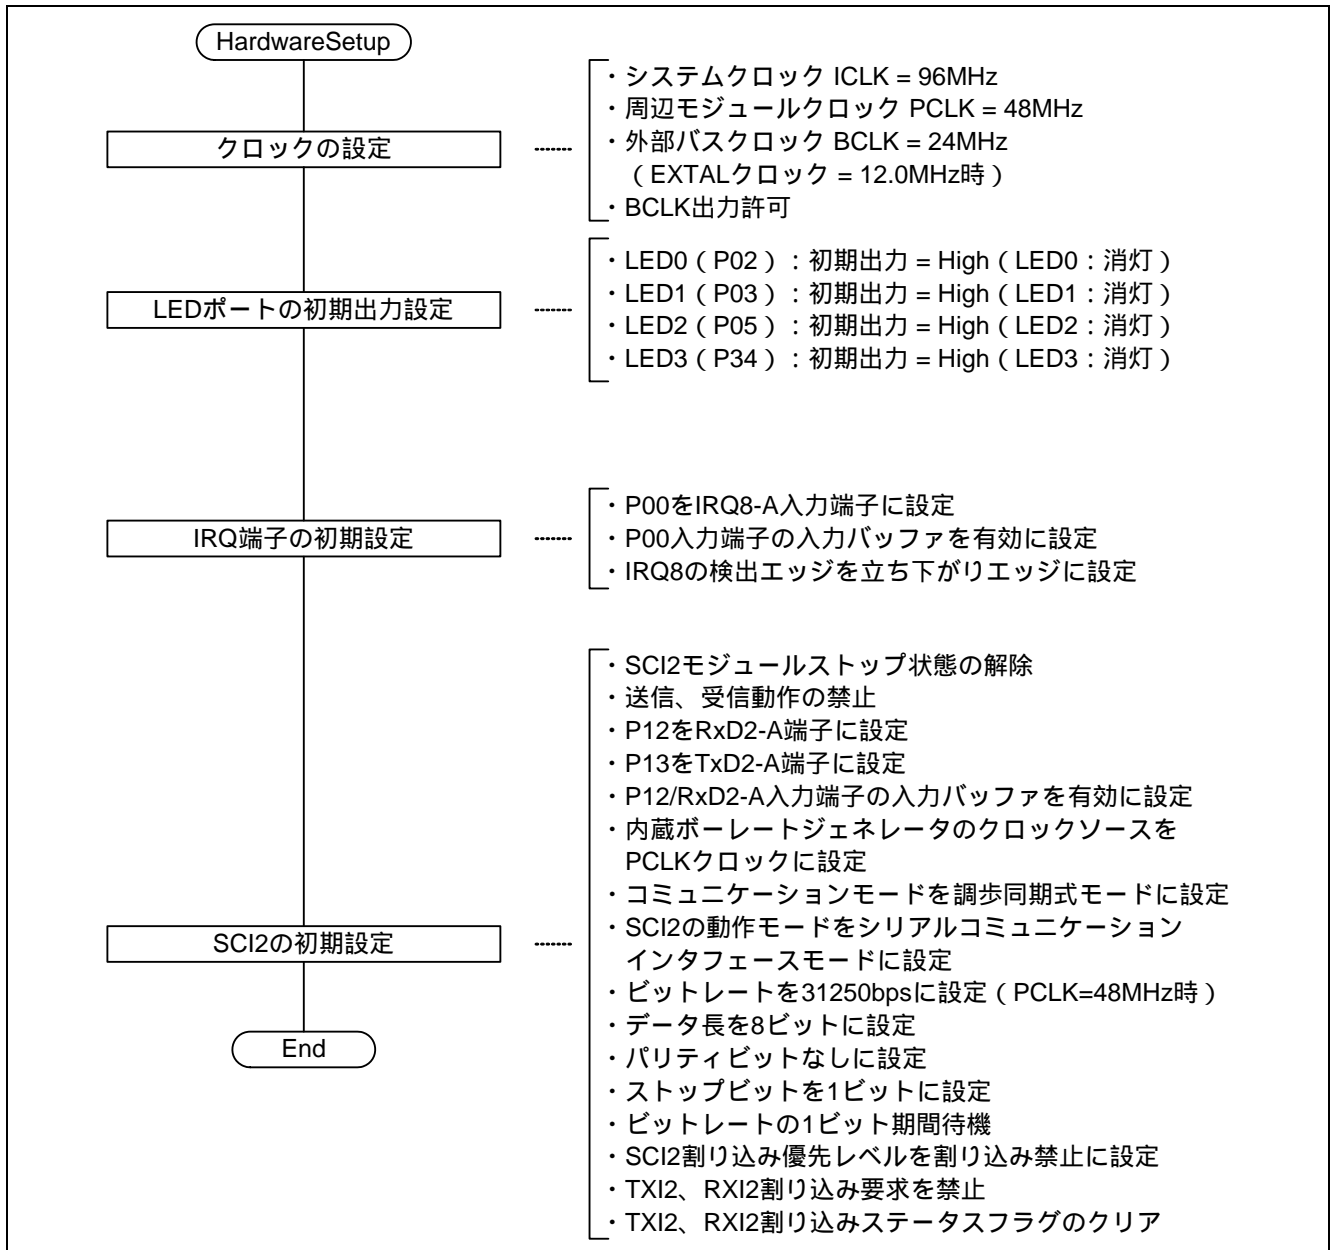 HardwareSetup
クロックの設定
・システムクロック ICLK = 96MHz
・周辺モジュールクロック PCLK = 48MHz
・外部バスクロック BCLK = 24MHz
（EXTALクロック = 12.0MHz時）
・BCLK出力許可
LEDポートの初期出力設定
・LED0（P02）：初期出力 = High（LED0：消灯）
・LED1（P03）：初期出力 = High（LED1：消灯）
・LED2（P05）：初期出力 = High（LED2：消灯）
・LED3（P34）：初期出力 = High（LED3：消灯）
IRQ端子の初期設定
・P00をIRQ8-A入力端子に設定
・P00入力端子の入力バッファを有効に設定
・IRQ8の検出エッジを立ち下がりエッジに設定
SCI2の初期設定
・SCI2モジュールストップ状態の解除
・送信、受信動作の禁止
・P12をRxD2-A端子に設定
・P13をTxD2-A端子に設定
・P12/RxD2-A入力端子の入力バッファを有効に設定
・内蔵ボーレートジェネレータのクロックソースを
PCLKクロックに設定
・コミュニケーションモードを調歩同期式モードに設定
・SCI2の動作モードをシリアルコミュニケーション
インタフェースモードに設定
・ビットレートを31250bpsに設定（PCLK=48MHz時）
・データ長を8ビットに設定
・パリティビットなしに設定
・ストップビットを1ビットに設定
・ビットレートの1ビット期間待機
・SCI2割り込み優先レベルを割り込み禁止に設定
・TXI2、RXI2割り込み要求を禁止
・TXI2、RXI2割り込みステータスフラグのクリア
End